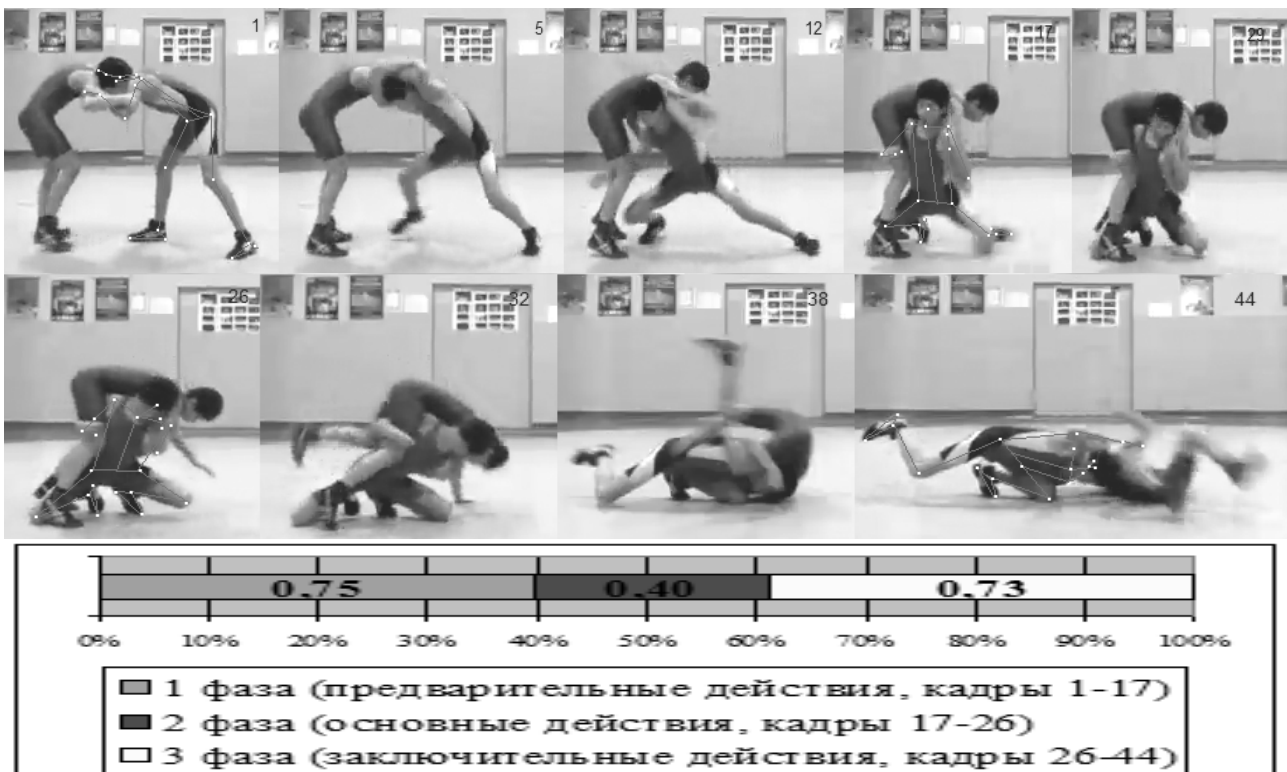 1 5 12 17
26 32 38 44
0,75 0,40 0,73
0% 10% 20% 30% 40% 50% 60% 70% 80% 90% 100%
1 фаза (предварительные действия, кадры 1-17)
2 фаза (основные действия, кадры 17-26)
3 фаза (заключительные действия, кадры 26-44)